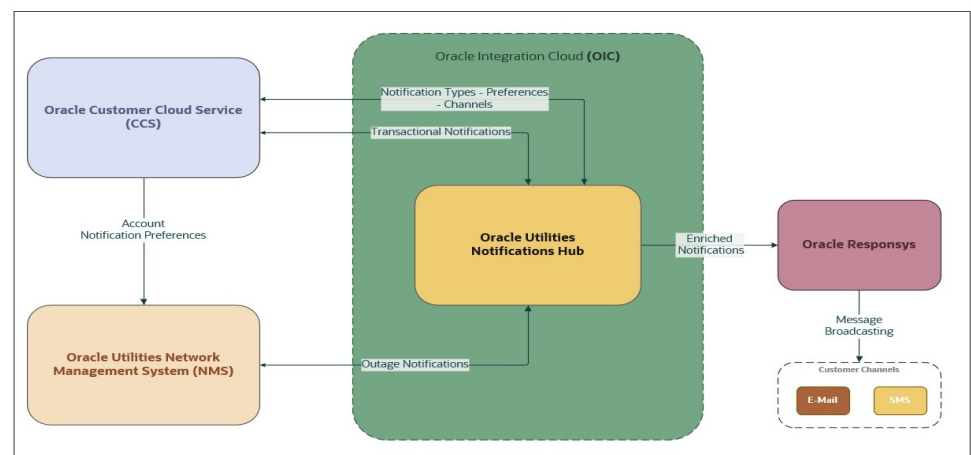 Oracle Integration Cloud (OIC)
Oracle Customer Cloud Service
(CCS)
Notification Types - Preferences
- Channels
Transactional Notifications
Account
Notification Preferences
Oracle Utilities
Notifications Hub
Enriched
Notifications
Oracle Responsys
Message
Broadcasting
Oracle Utilities Network
Management System (NMS)
Outage Notifications
Customer Channels
E-Mail
SMS